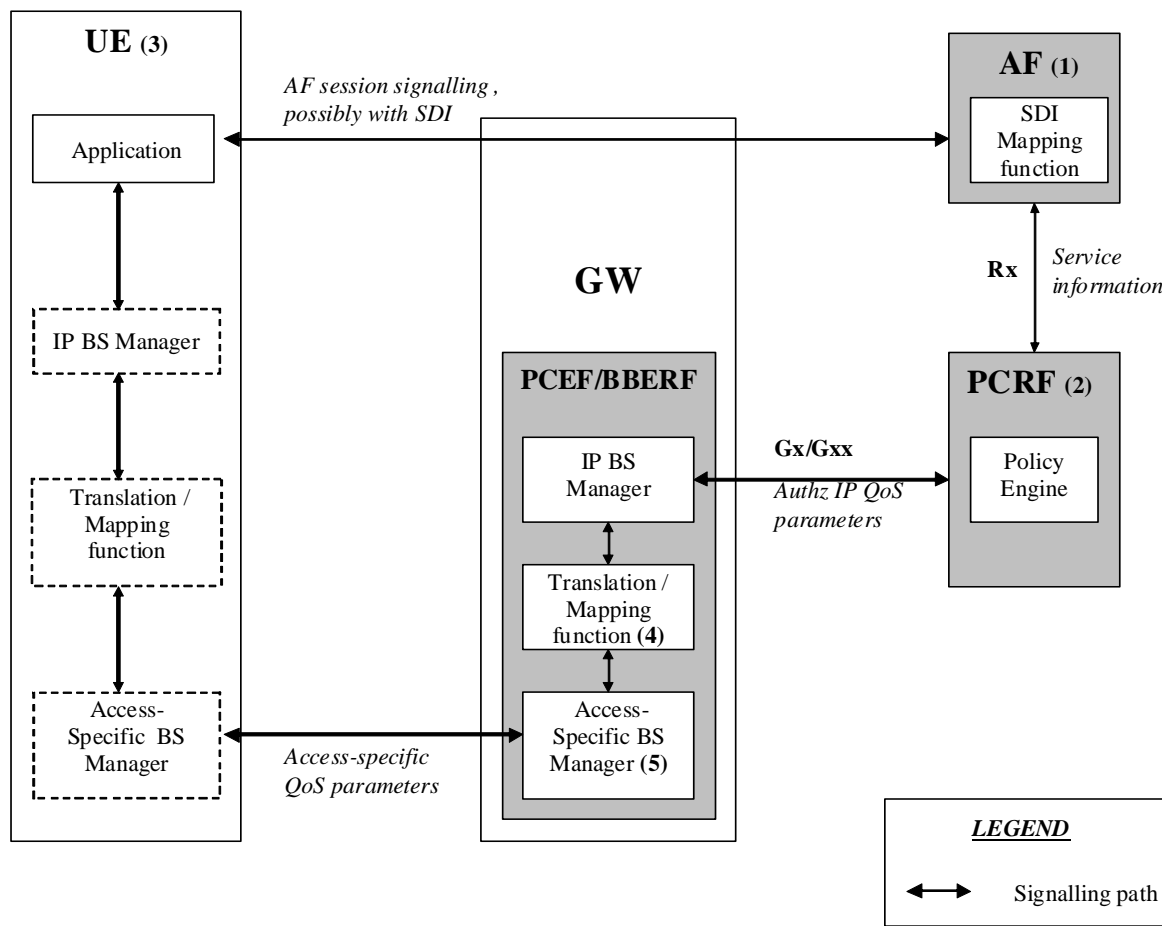 UE (3)
AF (1)
AF session signalling ,
possibly with SDI
SDI
Mapping
function
Application
GW
Rx
Service
information
IP BS Manager
PCEF/BBERF
PCRF (2)
IP BS
Manager
Gx/Gxx
Authz IP QoS
parameters
Policy
Engine
Translation /
Mapping
function
Translation /
Mapping
function (4)
Access-
Specific BS
Manager
Access-specific
QoS parameters
Access-
Specific BS
Manager (5)
LEGEND
Signalling path